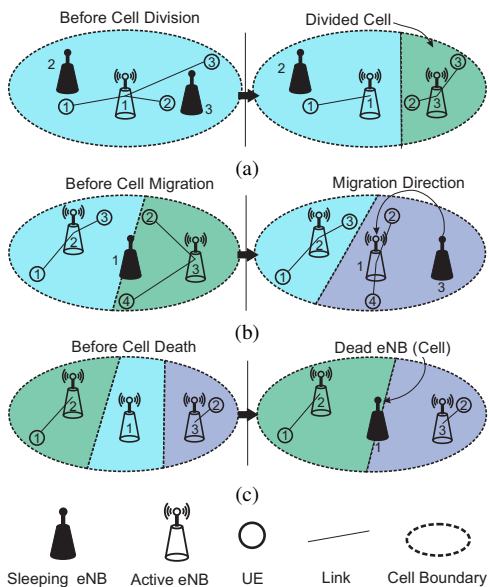 Before Cell Division
Divided Cell
2
3
1
1
2
3
2
3
1
1
2
3
(a)
Before Cell Migration
Migration Direction
2
3
2
1
1
3
4
3
2
2
1
1
3
4
(b)
Before Cell Death
Dead eNB (Cell)
2
1
1
2
3
2
1
1
2
3
(c)
Sleeping eNB
Active eNB
UE
Link
Cell Boundary